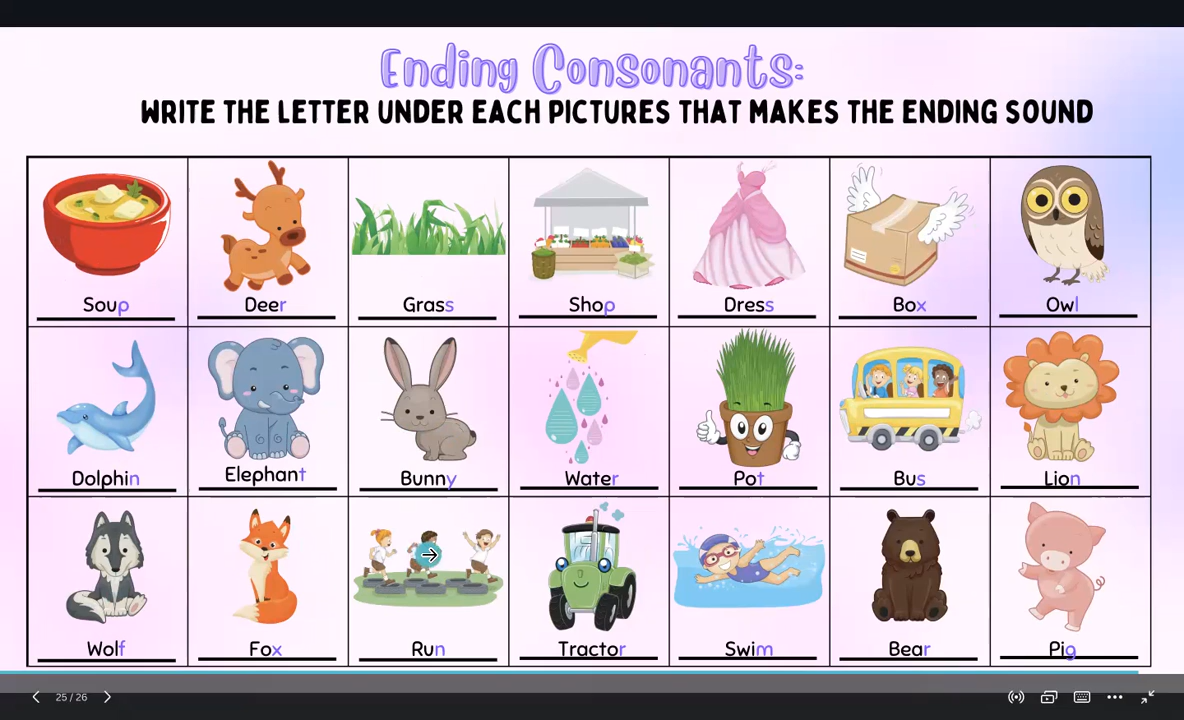 Ending Consonants:
WRITE THE LETTER UNDER EACH PICTURES THAT MAKES THE ENDING SOUND
Soup Deer Grass Shop Dress Box Owl
Dolphin Elephant Bunny Water Pot Bus Lion
Wolf Fox Run Tractor Swim Bear Pig
25 / 26